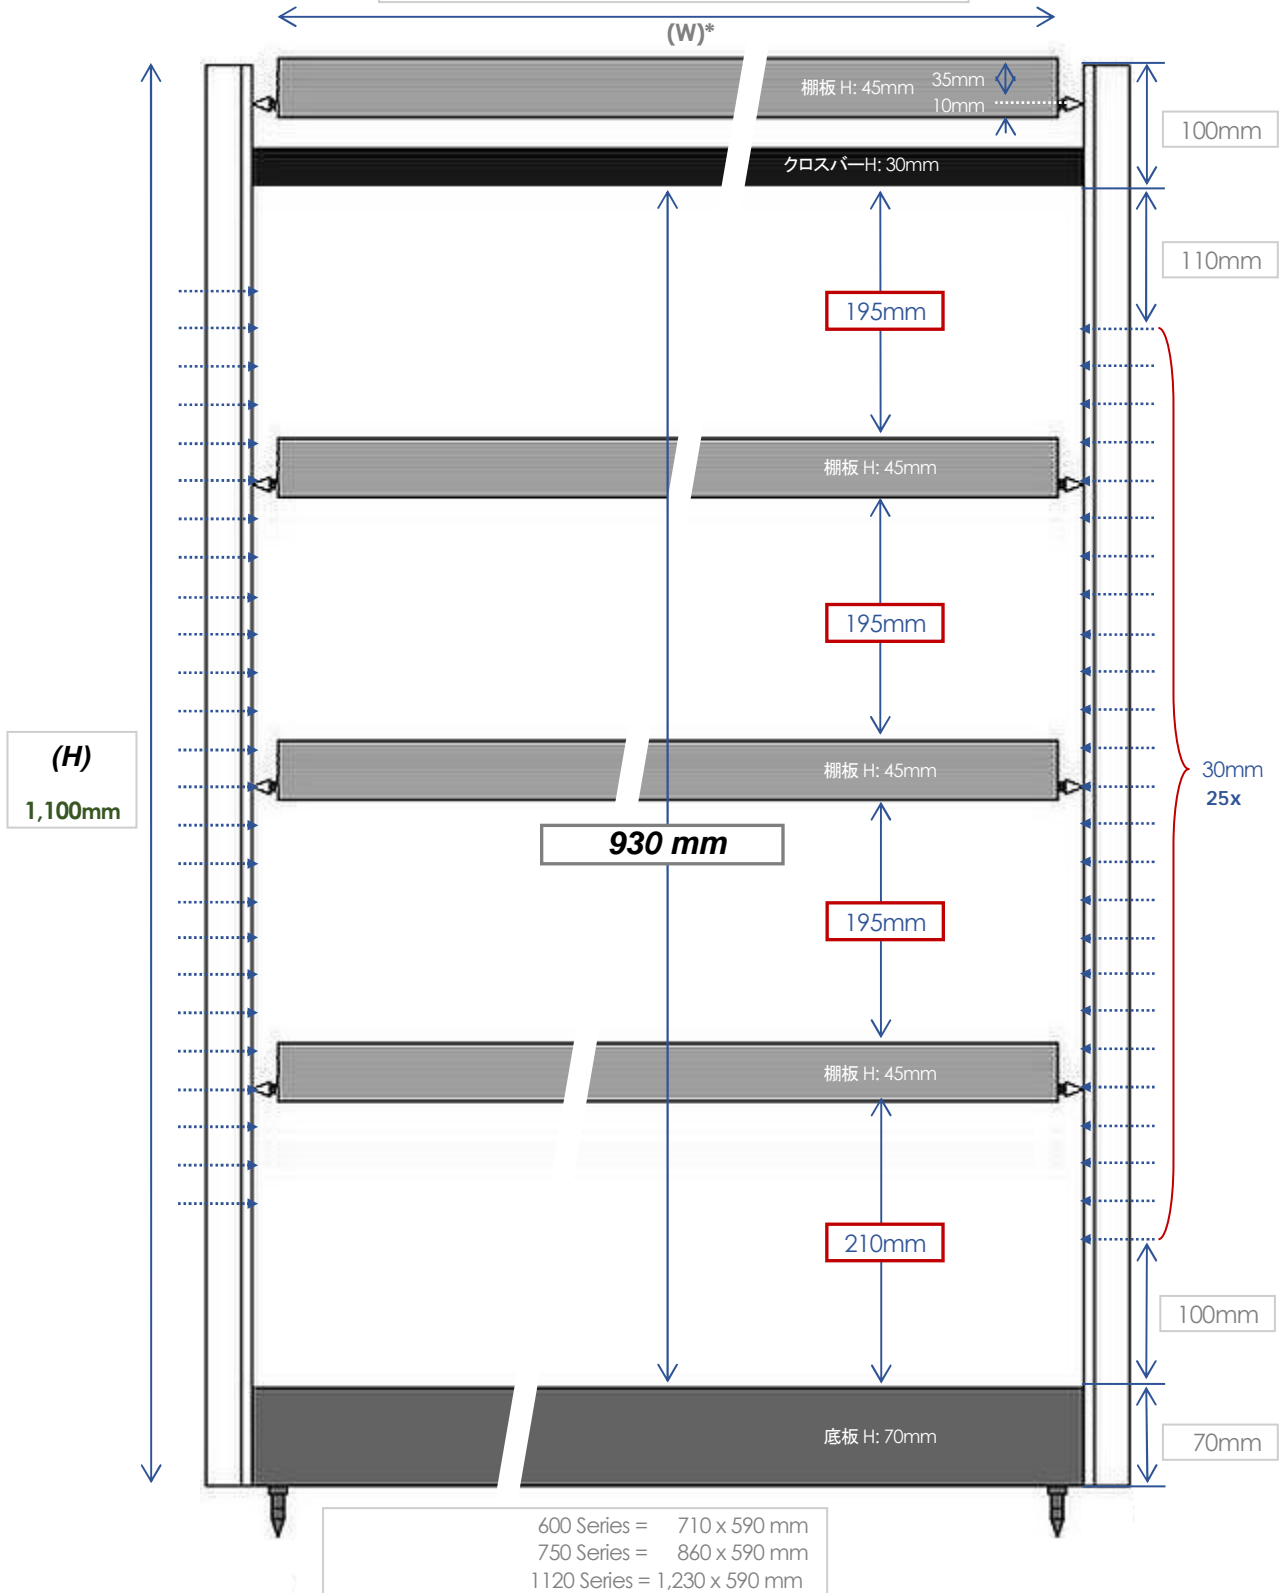 (W)*
棚板 H: 45mm
35mm
10mm
100mm
クロスバーH: 30mm
110mm
195mm
棚板 H: 45mm
195mm
(H)
1,100mm
棚板 H: 45mm
30mm
25x
930 mm
195mm
棚板 H: 45mm
210mm
100mm
底板 H: 70mm
70mm
600 Series = 710 x 590 mm
750 Series = 860 x 590 mm
1120 Series = 1,230 x 590 mm